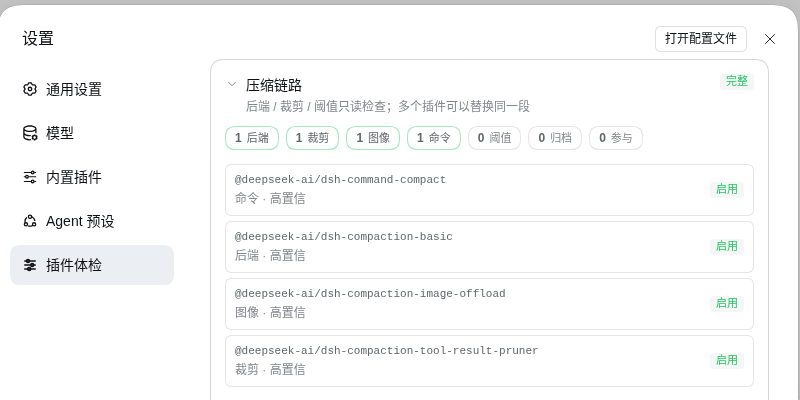 设置
打开配置文件
通用设置
模型
内置插件
Agent 预设
插件体检
压缩链路
完整
后端 / 裁剪 / 阈值只读检查；多个插件可以替换同一段
1 后端
1 裁剪
1 图像
1 命令
0 阈值
0 归档
0 参与
@deepseek-ai/dsh-command-compact
命令 · 高置信
启用
@deepseek-ai/dsh-compaction-basic
后端 · 高置信
启用
@deepseek-ai/dsh-compaction-image-offload
图像 · 高置信
启用
@deepseek-ai/dsh-compaction-tool-result-pruner
裁剪 · 高置信
启用